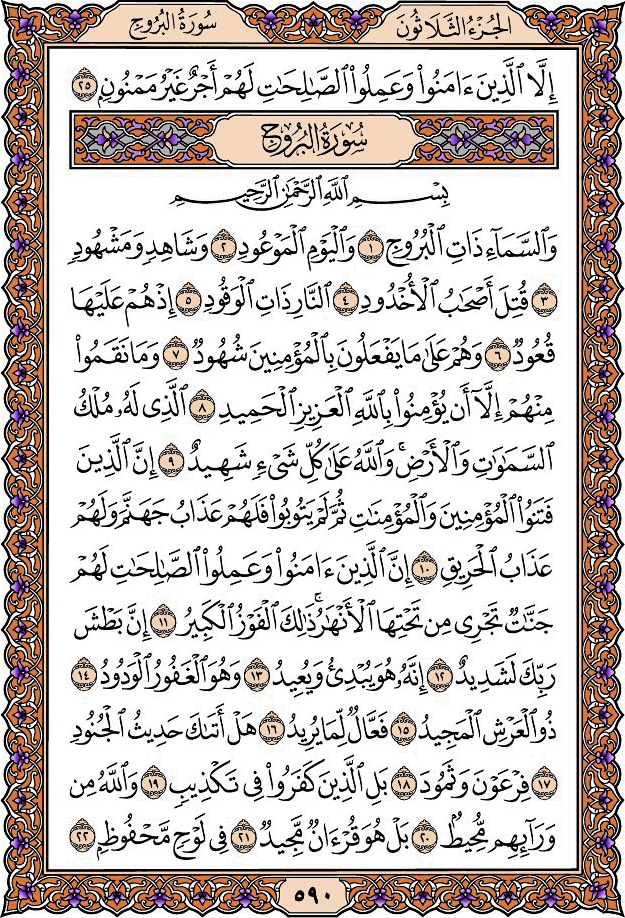 الجُزْءُ الثَّلَاثُونَ
سُورَةُ البُرُوجِ
إِلَّا ٱلَّذِينَ ءَامَنُوا۟ وَعَمِلُوا۟ ٱلصَّـٰلِحَـٰتِ لَهُمْ أَجْرٌ غَيْرُ مَمْنُونٍۭ ٢٥
سُورَةُ البُرُوجِ
بِسْمِ ٱللَّهِ ٱلرَّحْمَـٰنِ ٱلرَّحِيمِ
وَٱلسَّمَآءِ ذَاتِ ٱلْبُرُوجِ ١ وَٱلْيَوْمِ ٱلْمَوْعُودِ ٢ وَشَاهِدٍ وَمَشْهُودٍ
٣ قُتِلَ أَصْحَـٰبُ ٱلْأُخْدُودِ ٤ ٱلنَّارِ ذَاتِ ٱلْوَقُودِ ٥ إِذْ هُمْ عَلَيْهَا
قُعُودٌ ٦ وَهُمْ عَلَىٰ مَا يَفْعَلُونَ بِٱلْمُؤْمِنِينَ شُهُودٌ ٧ وَمَا نَقَمُوا۟
مِنْهُمْ إِلَّآ أَن يُؤْمِنُوا۟ بِٱللَّهِ ٱلْعَزِيزِ ٱلْحَمِيدِ ٨ ٱلَّذِى لَهُۥ مُلْكُ
ٱلسَّمَـٰوَٰتِ وَٱلْأَرْضِ ۚ وَٱللَّهُ عَلَىٰ كُلِّ شَىْءٍ شَهِيدٌ ٩ إِنَّ ٱلَّذِينَ
فَتَنُوا۟ ٱلْمُؤْمِنِينَ وَٱلْمُؤْمِنَـٰتِ ثُمَّ لَمْ يَتُوبُوا۟ فَلَهُمْ عَذَابُ جَهَنَّمَ وَلَهُمْ
عَذَابُ ٱلْحَرِيقِ ١٠ إِنَّ ٱلَّذِينَ ءَامَنُوا۟ وَعَمِلُوا۟ ٱلصَّـٰلِحَـٰتِ لَهُمْ
جَنَّـٰتٌ تَجْرِى مِن تَحْتِهَا ٱلْأَنْهَـٰرُ ۚ ذَٰلِكَ ٱلْفَوْزُ ٱلْكَبِيرُ ١١ إِنَّ بَطْشَ
رَبِّكَ لَشَدِيدٌ ١٢ إِنَّهُۥ هُوَ يُبْدِئُ وَيُعِيدُ ١٣ وَهُوَ ٱلْغَفُورُ ٱلْوَدُودُ ١٤
ذُو ٱلْعَرْشِ ٱلْمَجِيدُ ١٥ فَعَّالٌ لِّمَا يُرِيدُ ١٦ هَلْ أَتَىٰكَ حَدِيثُ ٱلْجُنُودِ
١٧ فِرْعَوْنَ وَثَمُودَ ١٨ بَلِ ٱلَّذِينَ كَفَرُوا۟ فِى تَكْذِيبٍ ١٩ وَٱللَّهُ مِن
وَرَآئِهِم مُّحِيطٌۢ ٢٠ بَلْ هُوَ قُرْءَانٌ مَّجِيدٌ ٢١ فِى لَوْحٍ مَّحْفُوظٍۭ ٢٢
٥٩٠